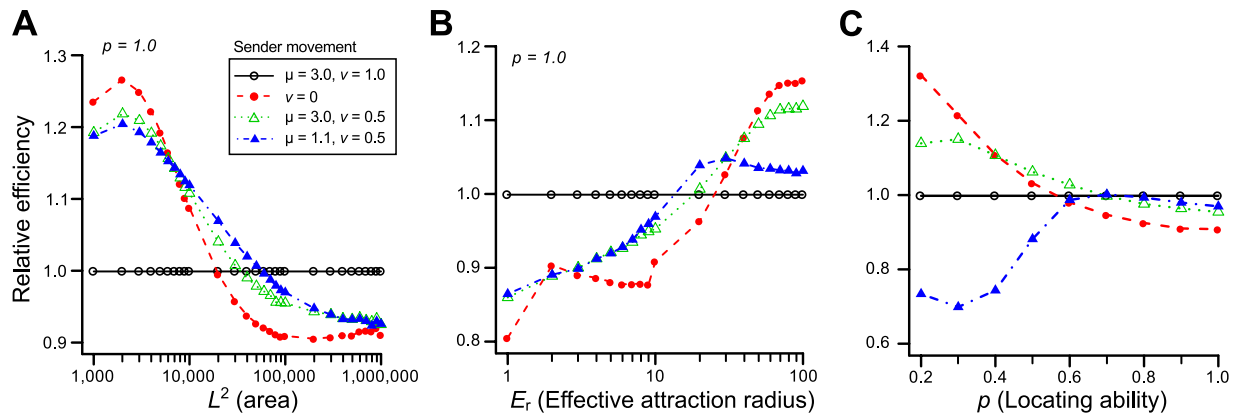 A
p = 1.0
Sender movement
μ = 3.0, v = 1.0
v = 0
μ = 3.0, v = 0.5
μ = 1.1, v = 0.5
Relative efficiency
1.3
1.2
1.1
1.0
0.9
1,000
10,000
100,000
1,000,000
L² (area)
B
p = 1.0
1.2
1.1
1.0
0.9
0.8
1
10
100
Eᵣ (Effective attraction radius)
C
1.4
1.2
1.0
0.8
0.6
0.2
0.4
0.6
0.8
1.0
p (Locating ability)